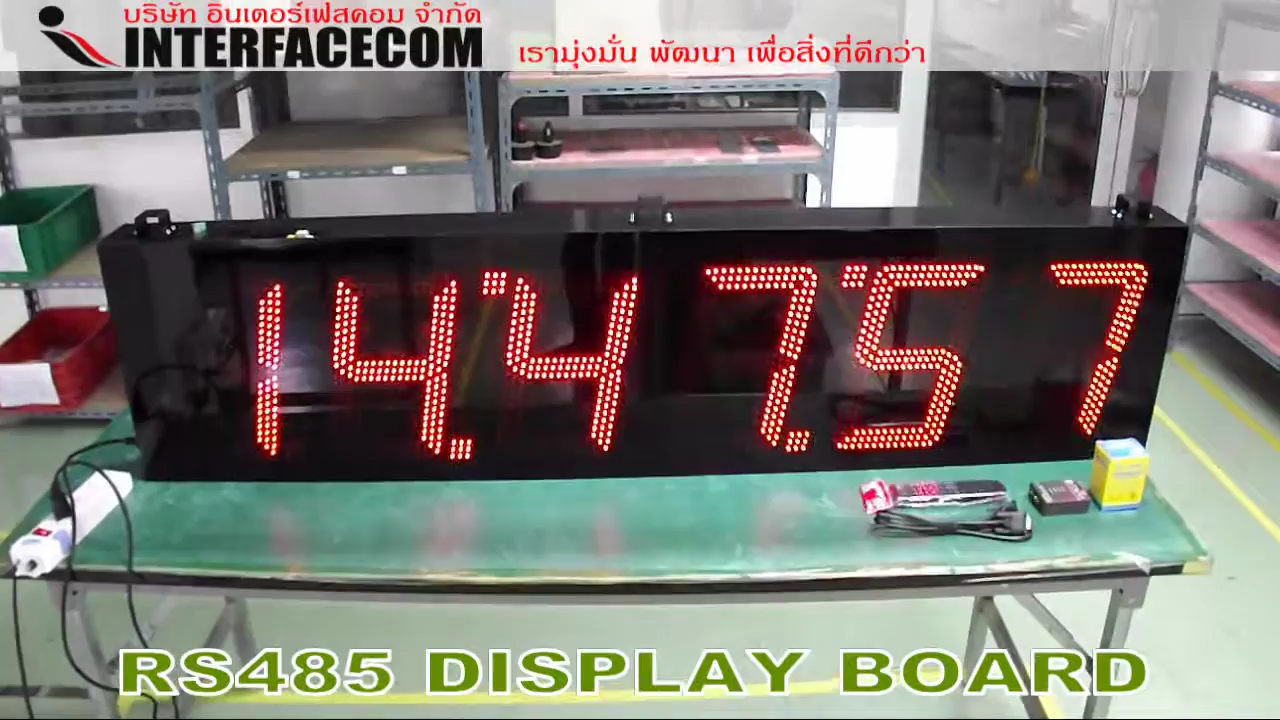 บริษัท อินเตอร์เฟสคอม จำกัด
INTERFACECOM
เรามุ่งมั่น พัฒนา เพื่อสิ่งที่ดีกว่า
14:47:57
RS485 DISPLAY BOARD